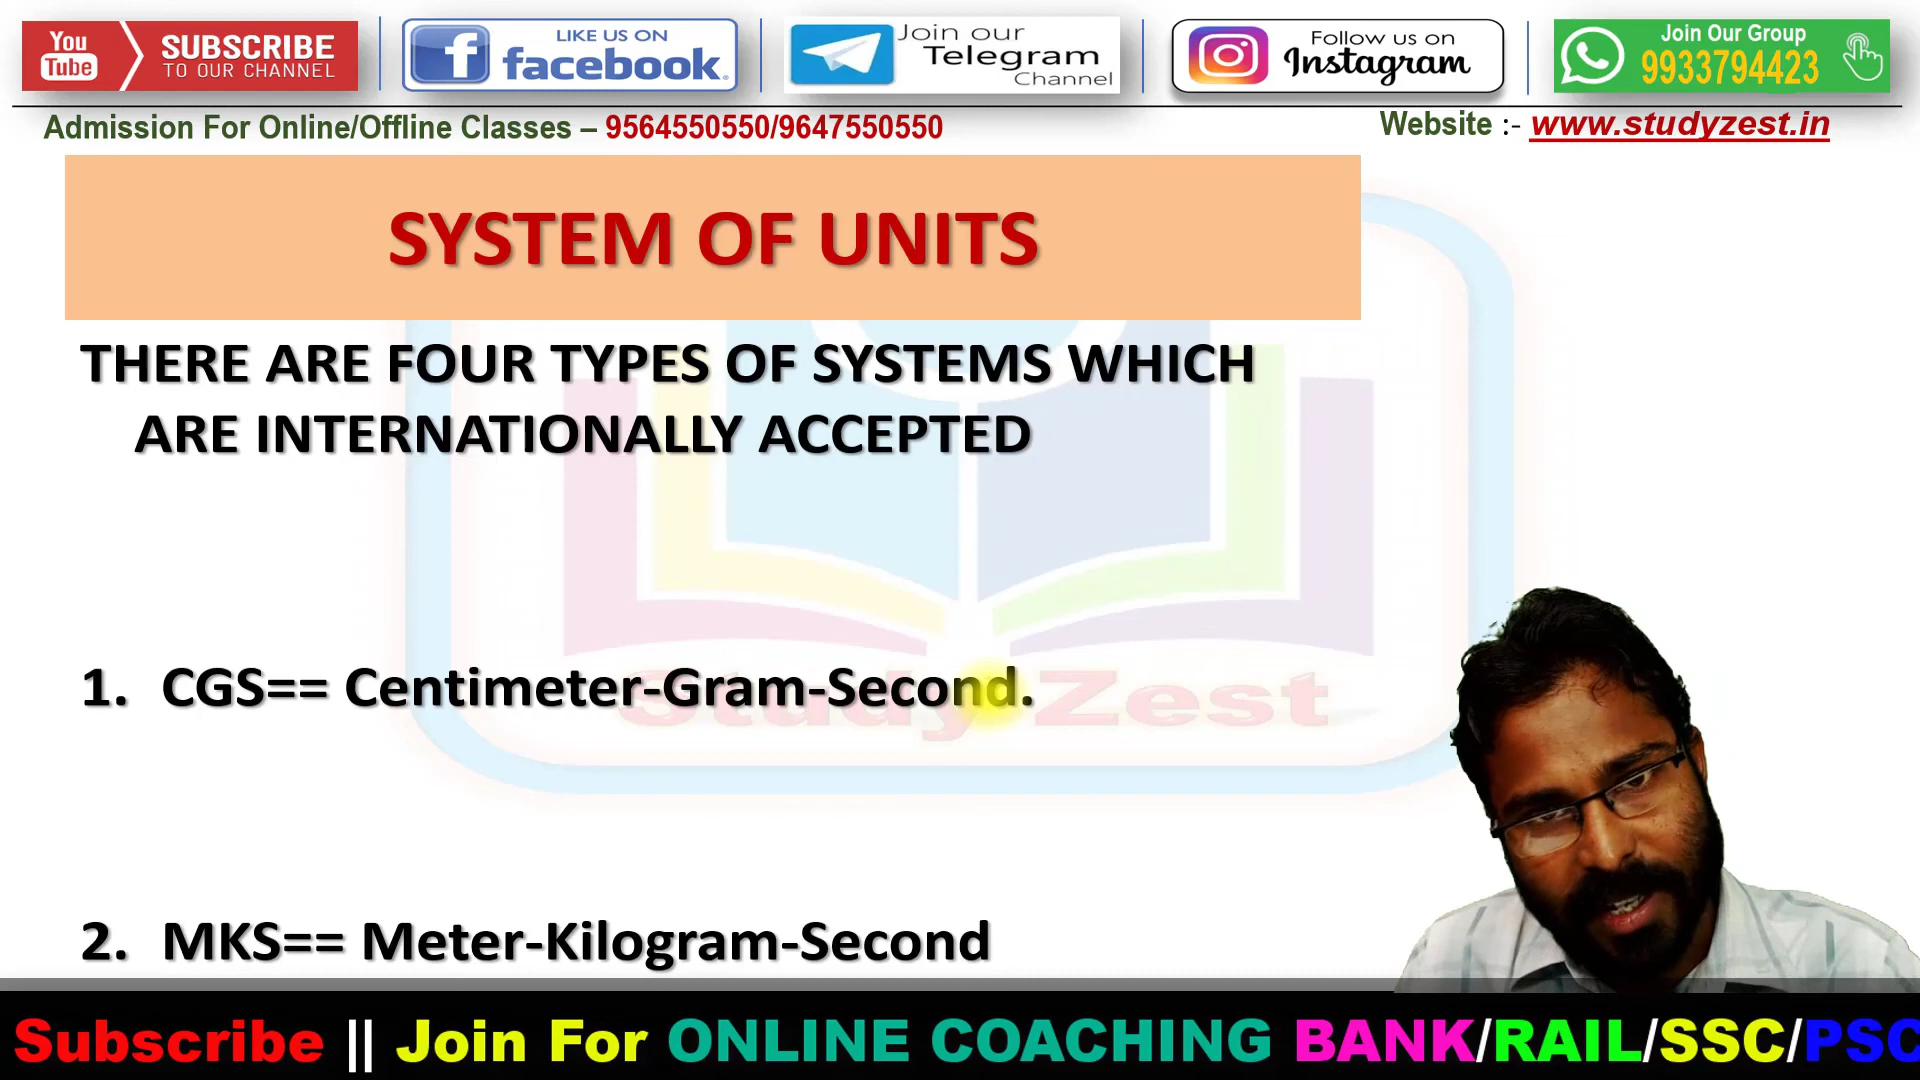 You Tube SUBSCRIBE TO OUR CHANNEL
LIKE US ON facebook.
Join our Telegram Channel
Follow us on Instagram
Join Our Group 9933794423
Admission For Online/Offline Classes – 9564550550/9647550550
Website :- www.studyzest.in
SYSTEM OF UNITS
THERE ARE FOUR TYPES OF SYSTEMS WHICH
ARE INTERNATIONALLY ACCEPTED
1. CGS== Centimeter-Gram-Second.
Study Zest
2. MKS== Meter-Kilogram-Second
Subscribe || Join For ONLINE COACHING BANK/RAIL/SSC/PSC